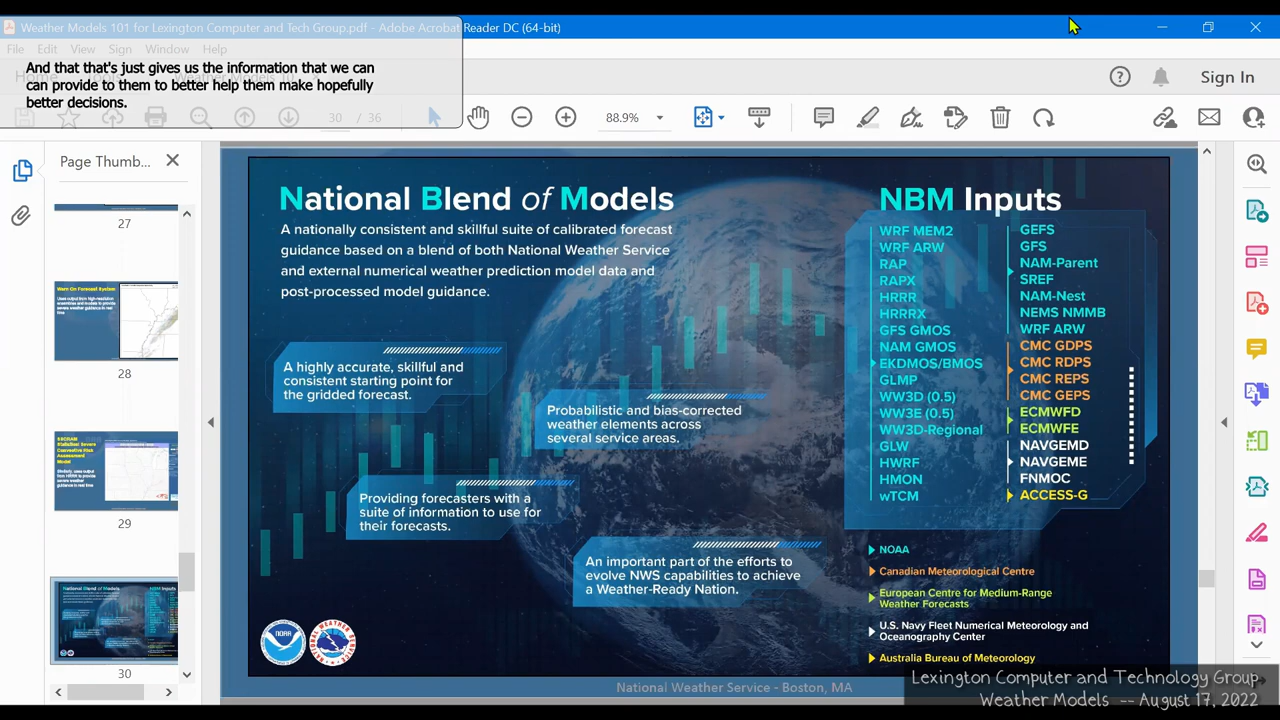 Weather Models 101 for Lexington Computer and Tech Group.pdf - Adobe Acrobat Reader DC (64-bit)
File Edit View Sign Window Help
And that that's just gives us the information that we can
can provide to them to better help them make hopefully
better decisions.
Sign In
30 / 36
88.9%
Page Thumb...
27
Warn On Forecast System
28
29
30
National Blend of Models
A nationally consistent and skillful suite of calibrated forecast
guidance based on a blend of both National Weather Service
and external numerical weather prediction model data and
post-processed model guidance.
A highly accurate, skillful and
consistent starting point for
the gridded forecast.
Probabilistic and bias-corrected
weather elements across
several service areas.
Providing forecasters with a
suite of information to use for
their forecasts.
An important part of the efforts to
evolve NWS capabilities to achieve
a Weather-Ready Nation.
NOAA
NBM Inputs
WRF MEM2
WRF ARW
RAP
RAPX
HRRR
HRRRX
GFS GMOS
NAM GMOS
EKDMOS/BMOS
GLMP
WW3D (0.5)
WW3E (0.5)
WW3D-Regional
GLW
HWRF
HMON
wTCM
GEFS
GFS
NAM-Parent
SREF
NAM-Nest
NEMS NMMB
WRF ARW
CMC GDPS
CMC RDPS
CMC REPS
CMC GEPS
ECMWFD
ECMWFE
NAVGEMD
NAVGEME
FNMOC
ACCESS-G
NOAA
Canadian Meteorological Centre
European Centre for Medium-Range
Weather Forecasts
U.S. Navy Fleet Numerical Meteorology and
Oceanography Center
Australia Bureau of Meteorology
National Weather Service - Boston, MA
Lexington Computer and Technology Group
Weather Models -- August 17, 2022